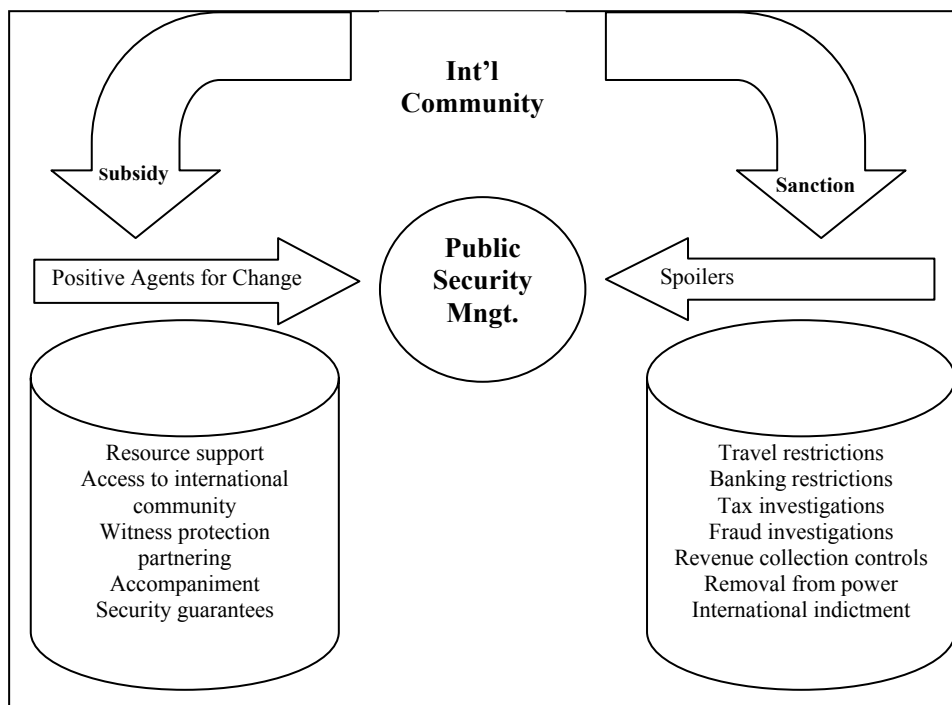 Int'l
Community
Subsidy
Sanction
Positive Agents for Change
Public
Security
Mngt.
Spoilers
Resource support
Access to international
community
Witness protection
partnering
Accompaniment
Security guarantees
Travel restrictions
Banking restrictions
Tax investigations
Fraud investigations
Revenue collection controls
Removal from power
International indictment